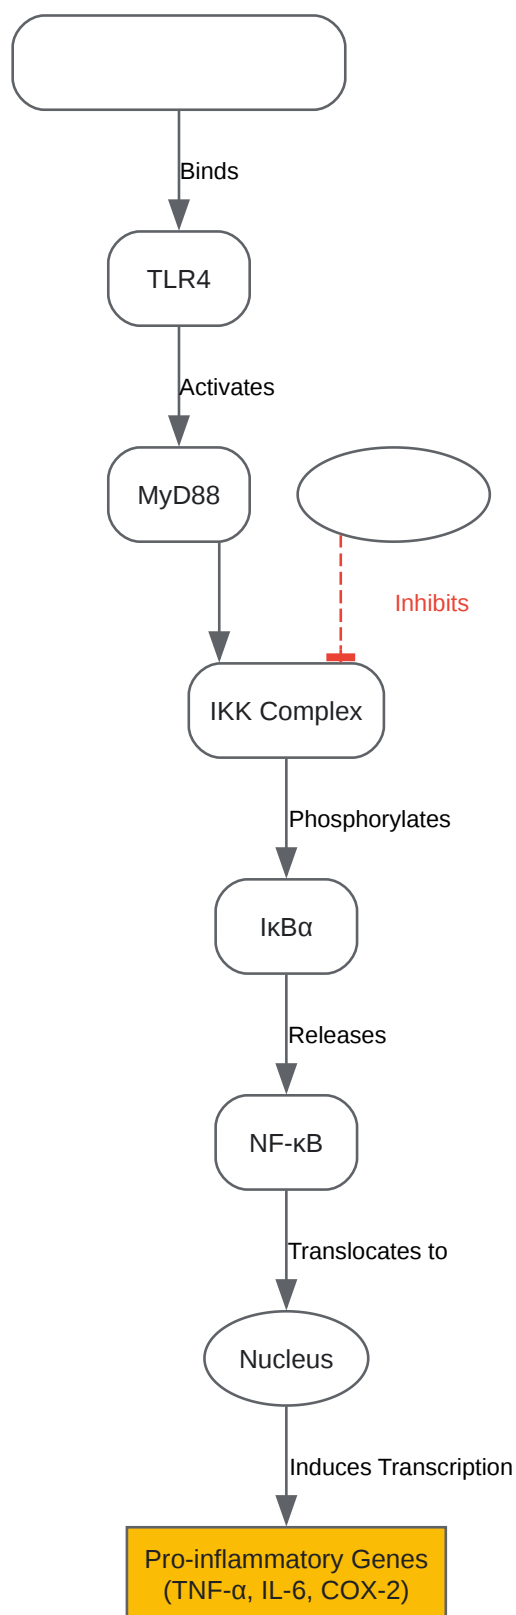 Binds
TLR4
Activates
MyD88
Inhibits
IKK Complex
Phosphorylates
IκBα
Releases
NF-κB
Translocates to
Nucleus
Induces Transcription
Pro-inflammatory Genes
(TNF-α, IL-6, COX-2)